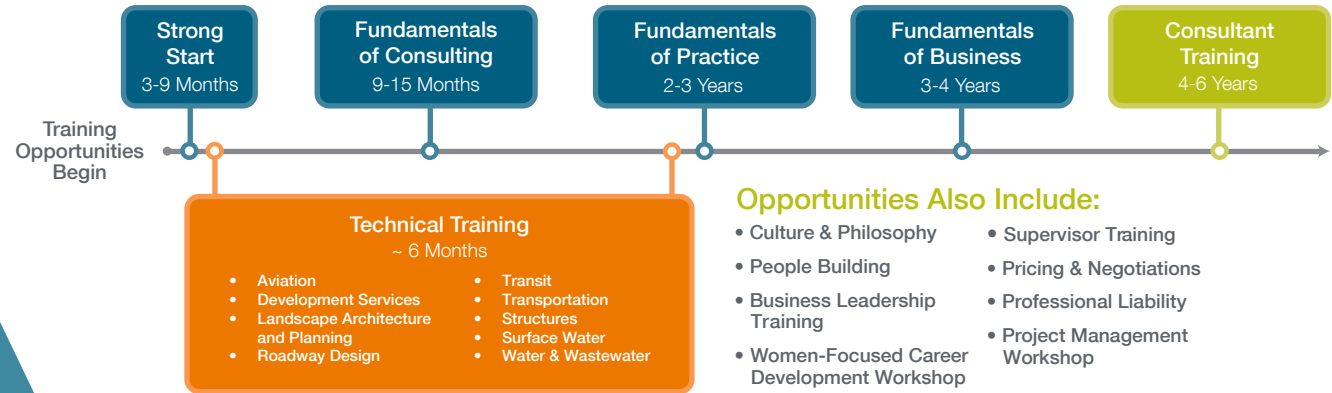 Strong
Start
3-9 Months
Fundamentals
of Consulting
9-15 Months
Fundamentals
of Practice
2-3 Years
Fundamentals
of Business
3-4 Years
Consultant
Training
4-6 Years
Training
Opportunities
Begin
Technical Training
~ 6 Months
• Aviation
• Development Services
• Landscape Architecture
and Planning
• Roadway Design
• Transit
• Transportation
• Structures
• Surface Water
• Water & Wastewater
Opportunities Also Include:
• Culture & Philosophy
• People Building
• Business Leadership
Training
• Women-Focused Career
Development Workshop
• Supervisor Training
• Pricing & Negotiations
• Professional Liability
• Project Management
Workshop